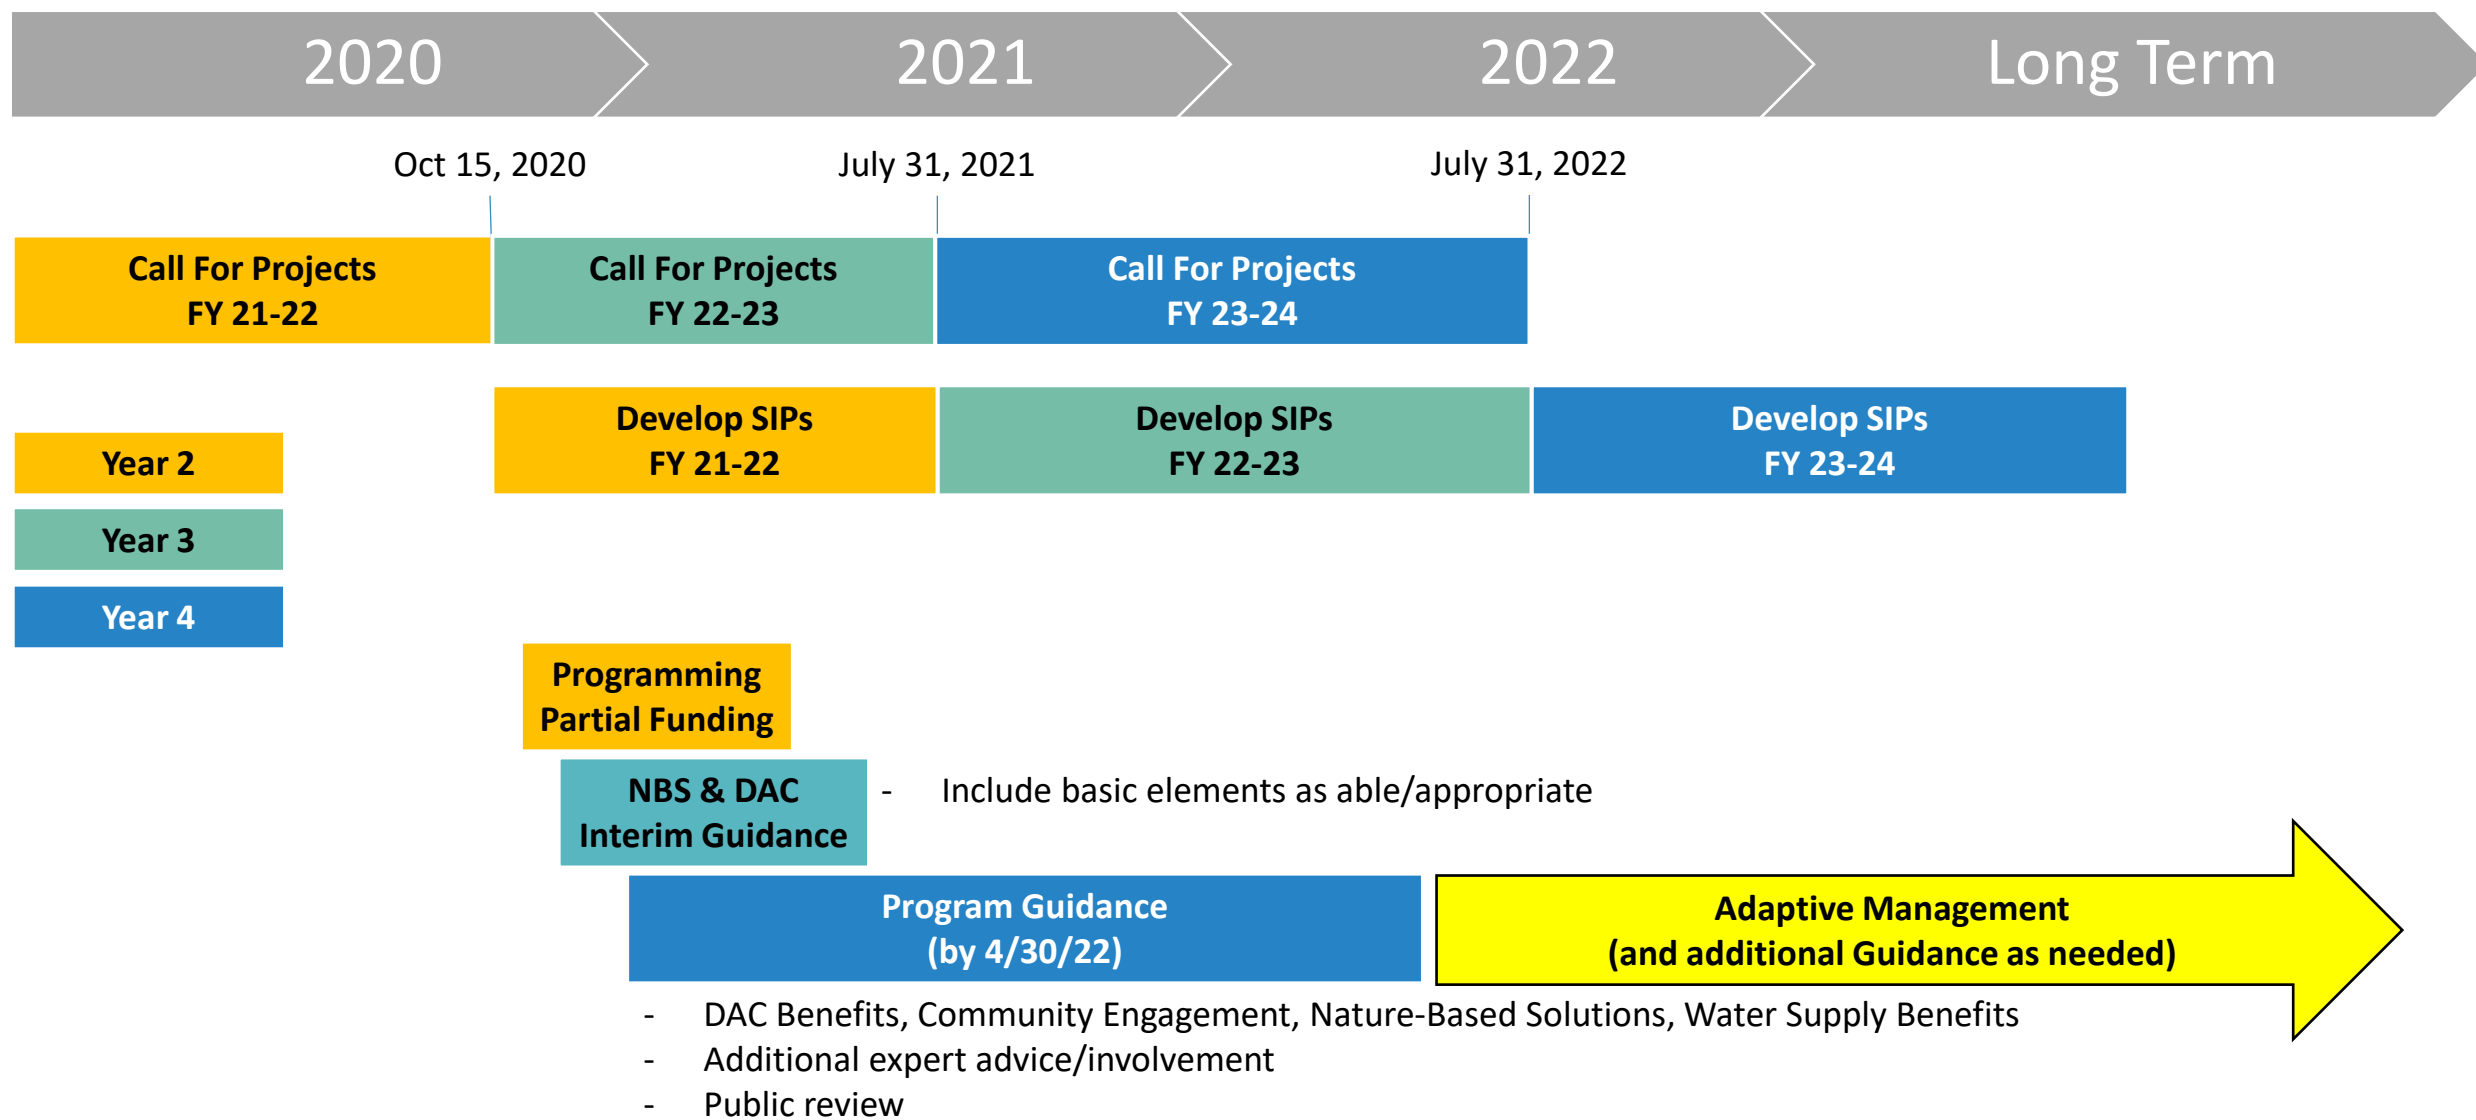 2020
2021
2022
Long Term
Oct 15, 2020
July 31, 2021
July 31, 2022
Call For Projects
FY 21-22
Call For Projects
FY 22-23
Call For Projects
FY 23-24
Develop SIPs
FY 21-22
Develop SIPs
FY 22-23
Develop SIPs
FY 23-24
Year 2
Year 3
Year 4
Programming
Partial Funding
NBS & DAC
Interim Guidance
- Include basic elements as able/appropriate
Program Guidance
(by 4/30/22)
Adaptive Management
(and additional Guidance as needed)
- DAC Benefits, Community Engagement, Nature-Based Solutions, Water Supply Benefits
- Additional expert advice/involvement
- Public review